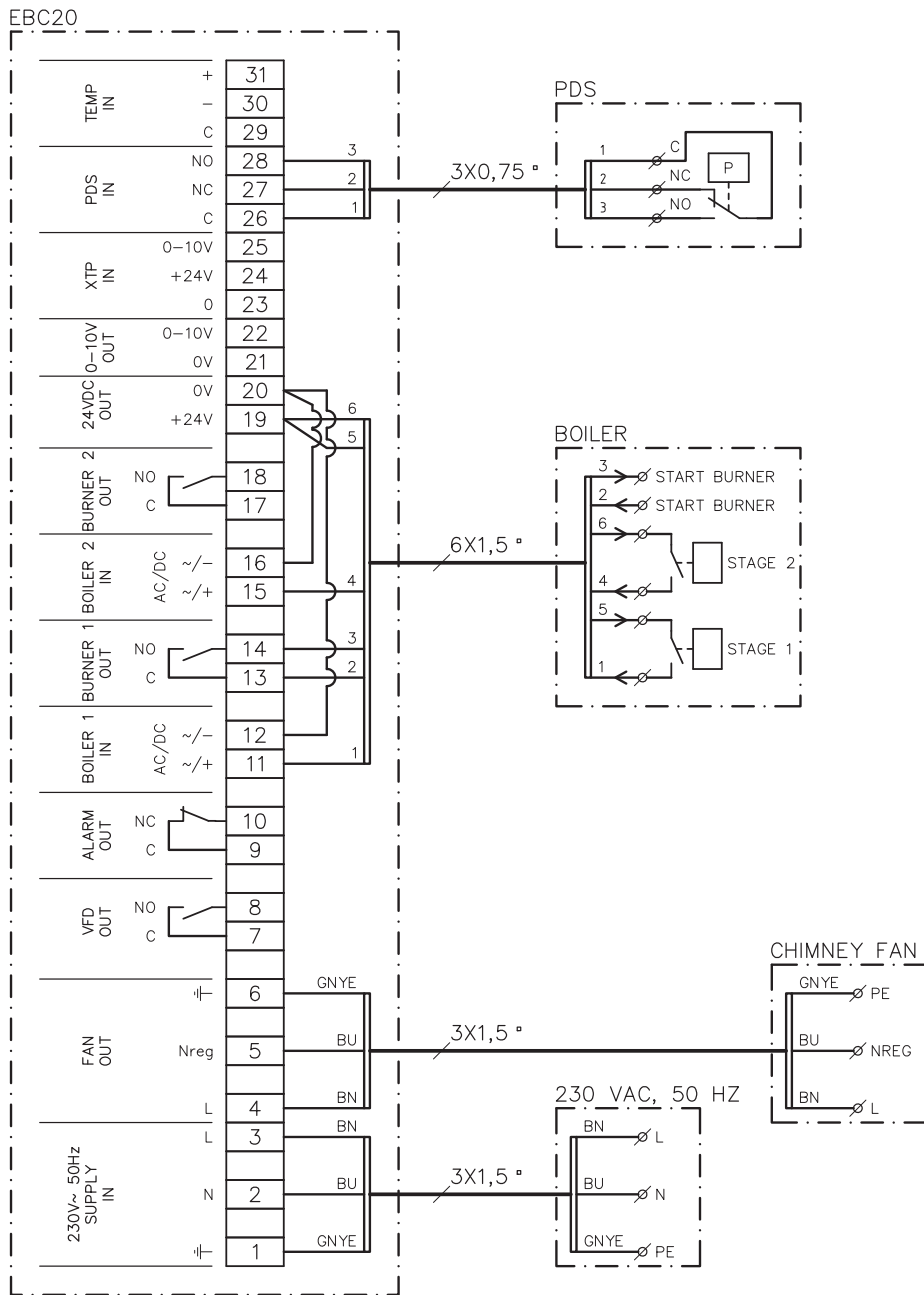 EBC20
TEMP IN
+ 31
- 30
C 29
PDS IN
NO 28 3
NC 27 2
C 26 1
3X0,75 ▫
PDS
1 C
2 NC
3 NO
P
XTP IN
0-10V 25
+24V 24
0 23
0-10V OUT
0-10V 22
0V 21
24VDC OUT
0V 20
+24V 19
6
5
BURNER 2 OUT
NO 18
C 17
BOILER 2 IN
AC/DC
~/- 16
~/+ 15 4
6X1,5 ▫
BOILER
3 START BURNER
2 START BURNER
6
STAGE 2
4
5
STAGE 1
1
BURNER 1 OUT
NO 14 3
C 13 2
BOILER 1 IN
AC/DC
~/- 12
~/+ 11 1
ALARM OUT
NC 10
C 9
VFD OUT
NO 8
C 7
FAN OUT
6 GNYE
Nreg 5 BU
L 4 BN
3X1,5 ▫
CHIMNEY FAN
GNYE PE
BU NREG
BN L
230V~ 50Hz SUPPLY IN
L 3 BN
N 2 BU
1 GNYE
3X1,5 ▫
230 VAC, 50 HZ
BN L
BU N
GNYE PE